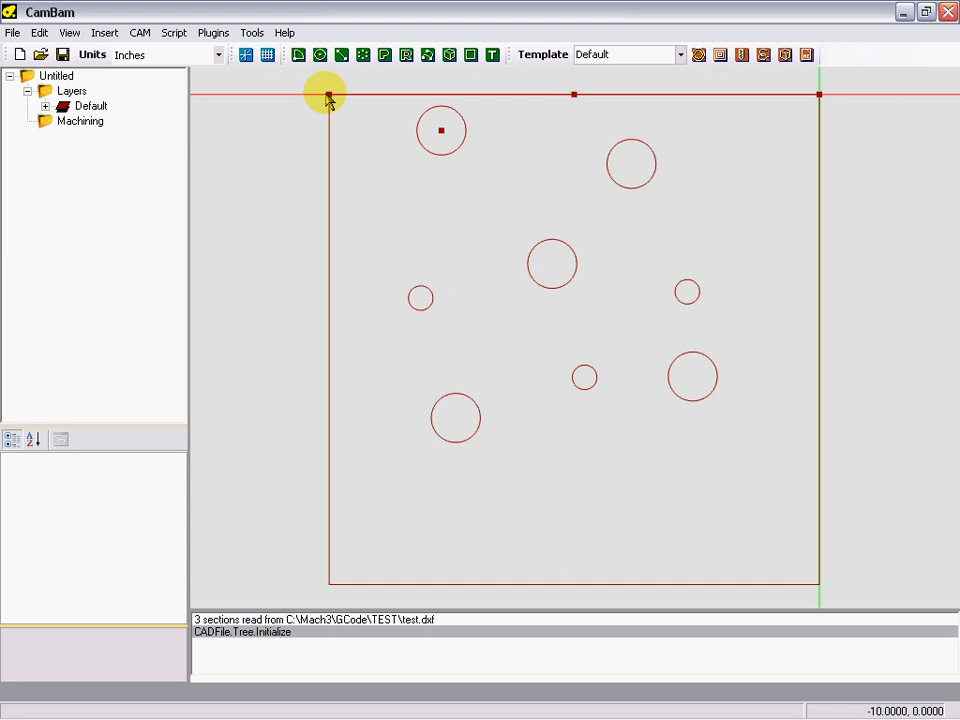 CamBam
File Edit View Insert CAM Script Plugins Tools Help
Units Inches Template Default
Untitled
Layers
Default
Machining
3 sections read from C:\Mach3\GCode\TEST\test.dxf
CADFile.Tree.Initialize
-10.0000, 0.0000